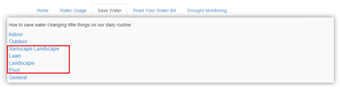 Home Water Usage Save Water Read Your Water Bill Drought Monitoring
How to save water changing little things on our daily routine
Indoor
Outdoor
Xeriscape Landscape
Lawn
Landscape
Pool
General